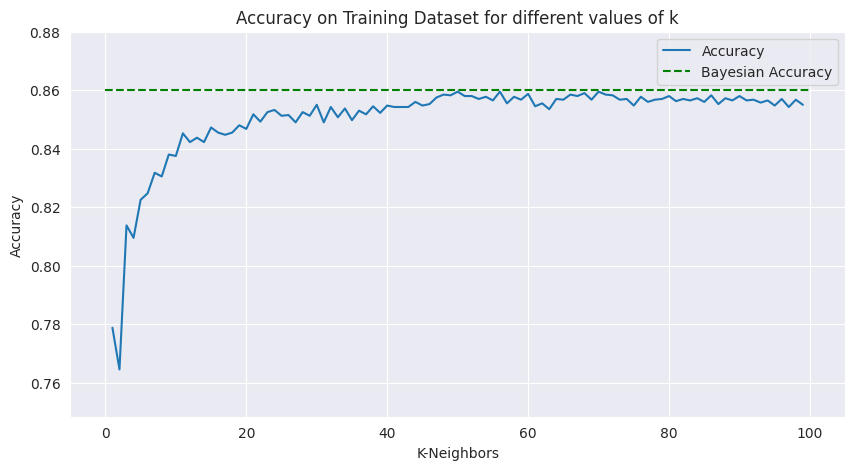 Accuracy on Training Dataset for different values of k
Accuracy
Bayesian Accuracy
Accuracy
0.88
0.86
0.84
0.82
0.80
0.78
0.76
0
20
40
60
80
100
K-Neighbors